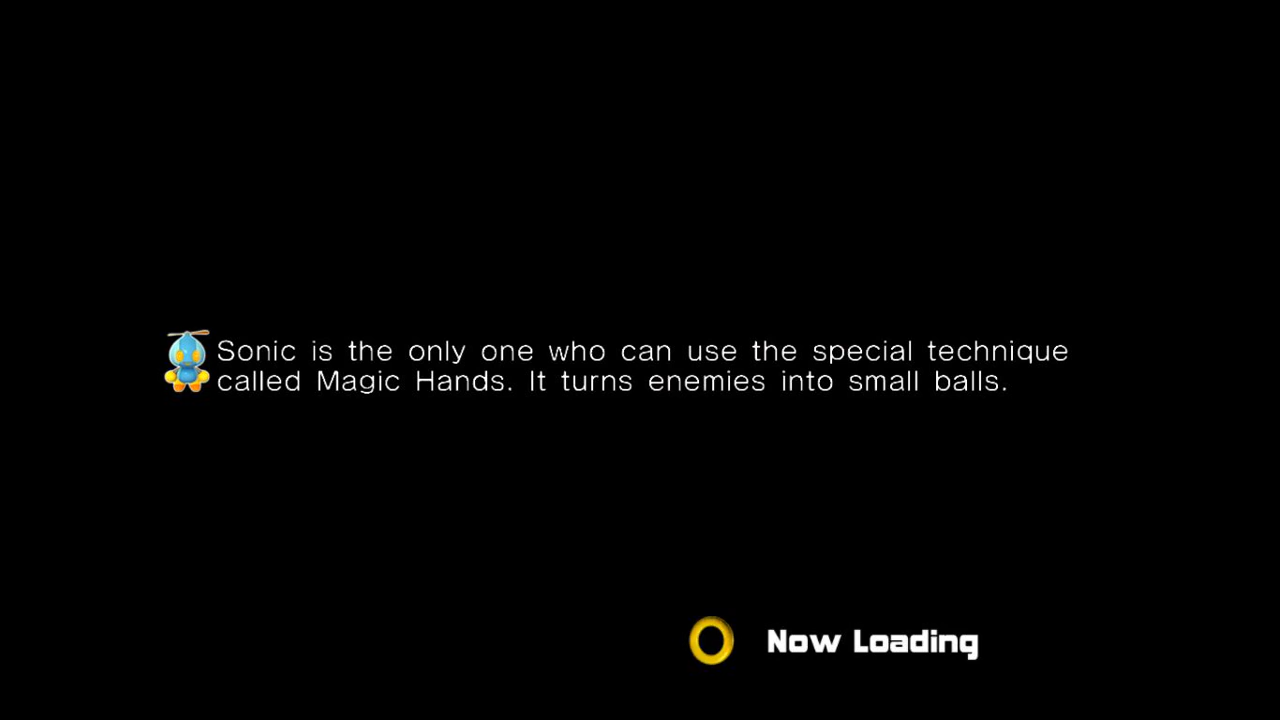 Sonic is the only one who can use the special technique
called Magic Hands. It turns enemies into small balls.
Now Loading